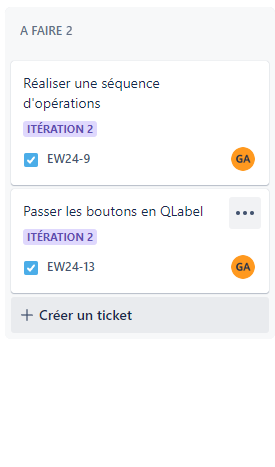 A FAIRE 2
Réaliser une séquence
d'opérations
ITÉRATION 2
EW24-9
GA
Passer les boutons en QLabel
ITÉRATION 2
EW24-13
GA
Créer un ticket